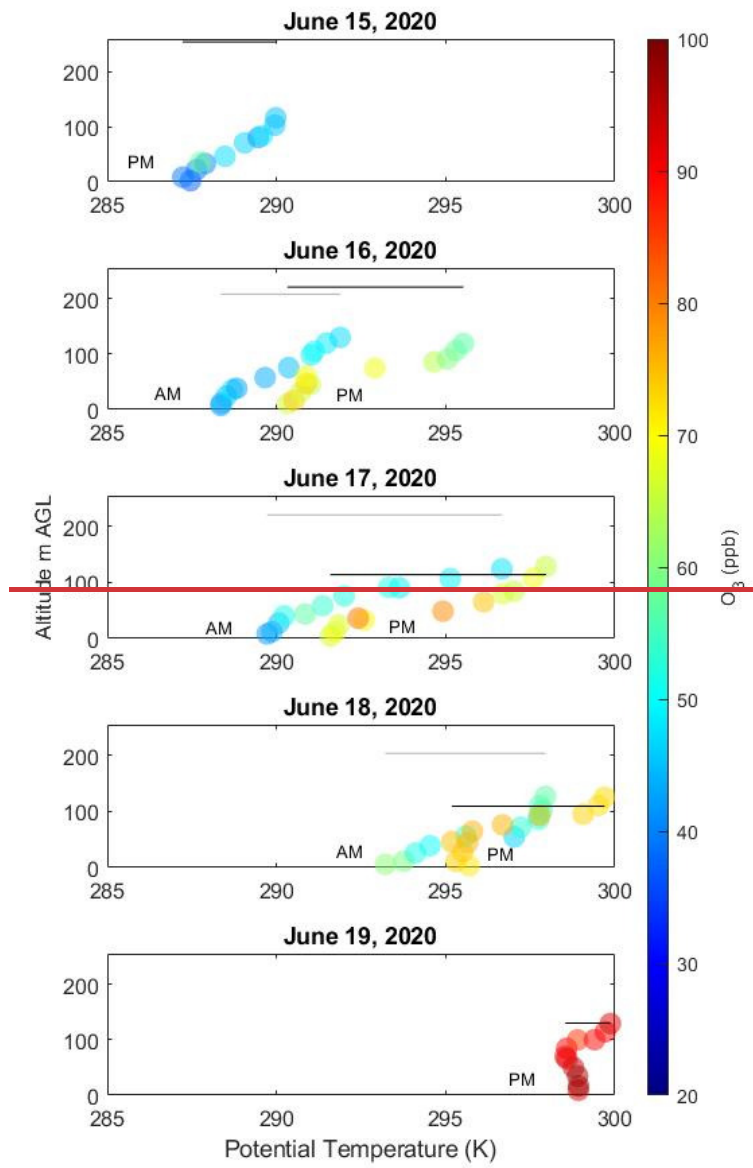 June 15, 2020
200
100
0
PM
285
290
295
300
June 16, 2020
200
100
0
AM
PM
285
290
295
300
June 17, 2020
200
100
0
AM
PM
285
290
295
300
June 18, 2020
200
100
0
AM
PM
285
290
295
300
June 19, 2020
200
100
0
PM
285
290
295
300
Potential Temperature (K)
Altitude m AGL
100
90
80
70
60
50
40
30
20
O3 (ppb)